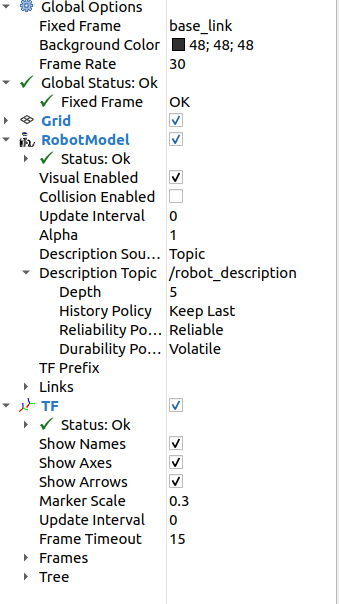 Global Options
Fixed Frame base_link
Background Color 48; 48; 48
Frame Rate 30
Global Status: Ok
Fixed Frame OK
Grid
RobotModel
Status: Ok
Visual Enabled
Collision Enabled
Update Interval 0
Alpha 1
Description Sou... Topic
Description Topic /robot_description
Depth 5
History Policy Keep Last
Reliability Po... Reliable
Durability Po... Volatile
TF Prefix
Links
TF
Status: Ok
Show Names
Show Axes
Show Arrows
Marker Scale 0.3
Update Interval 0
Frame Timeout 15
Frames
Tree